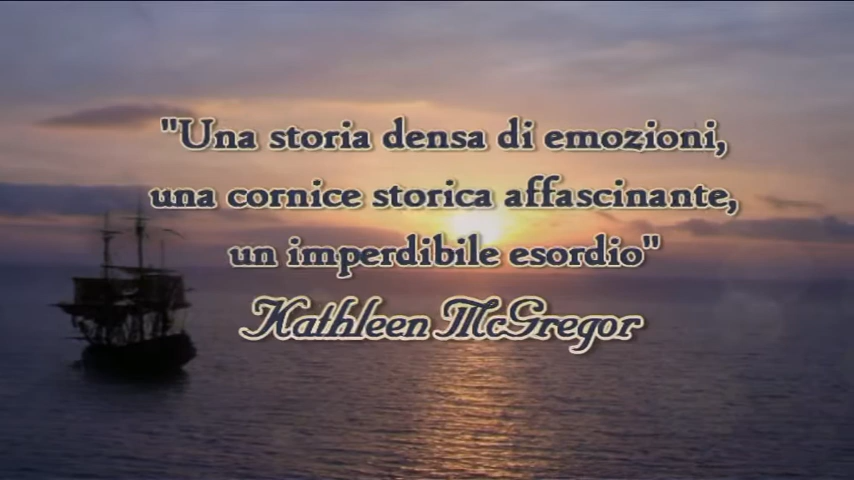 "Una storia densa di emozioni,
una cornice storica affascinante,
un imperdibile esordio"
Kathleen McGregor